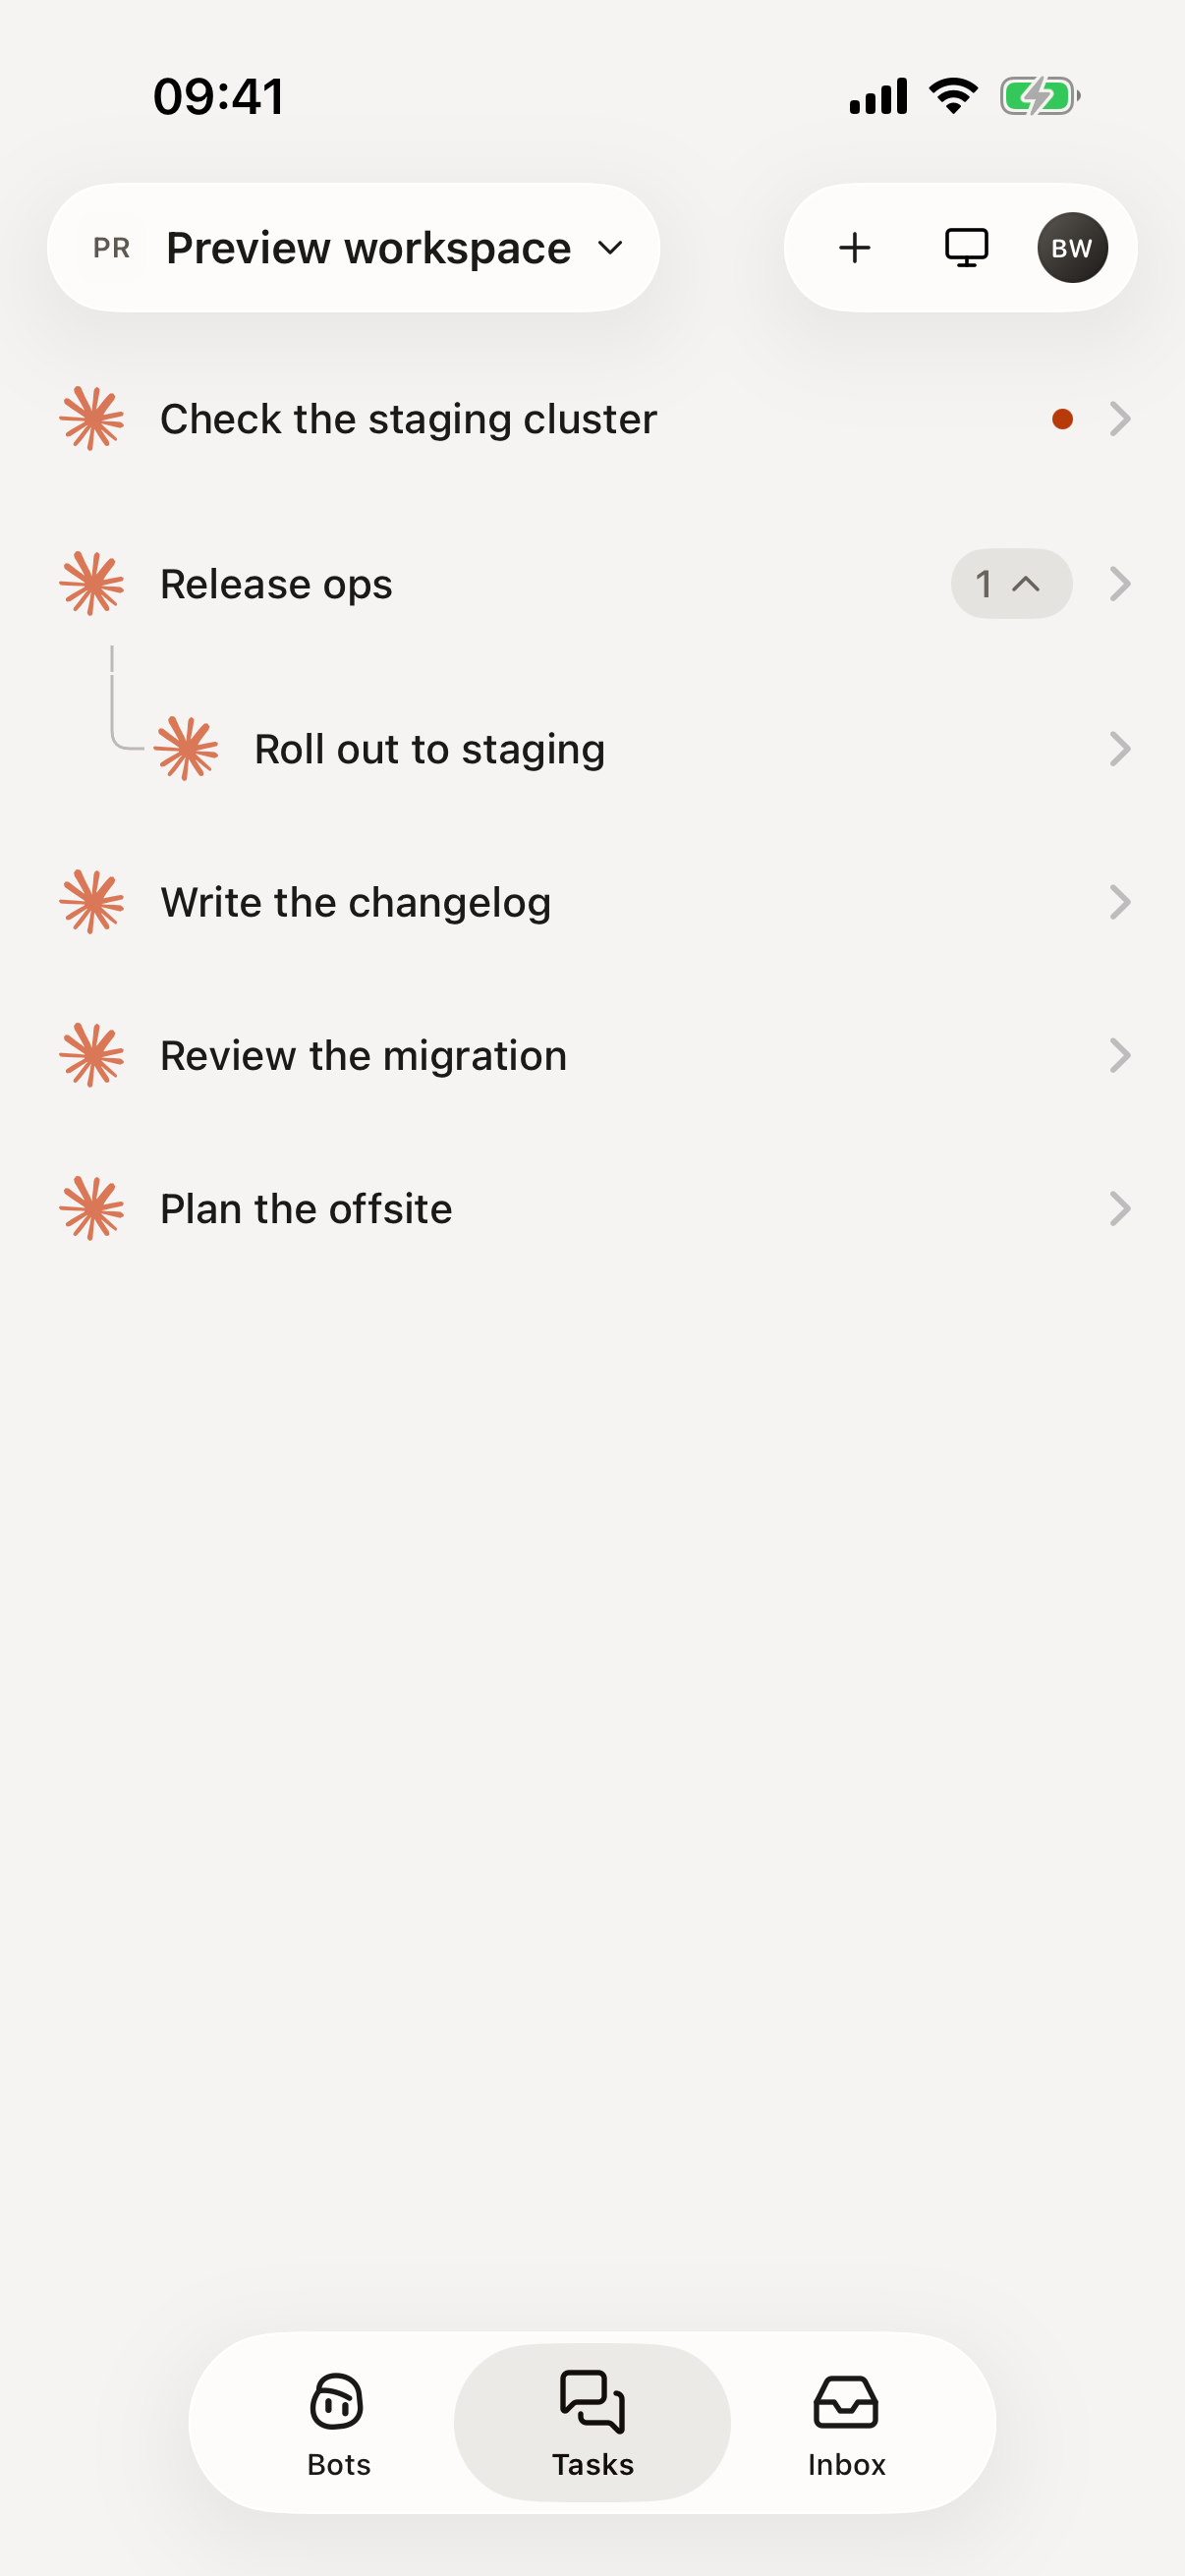 09:41
PR Preview workspace
BW
Check the staging cluster
Release ops
1
Roll out to staging
Write the changelog
Review the migration
Plan the offsite
Bots
Tasks
Inbox